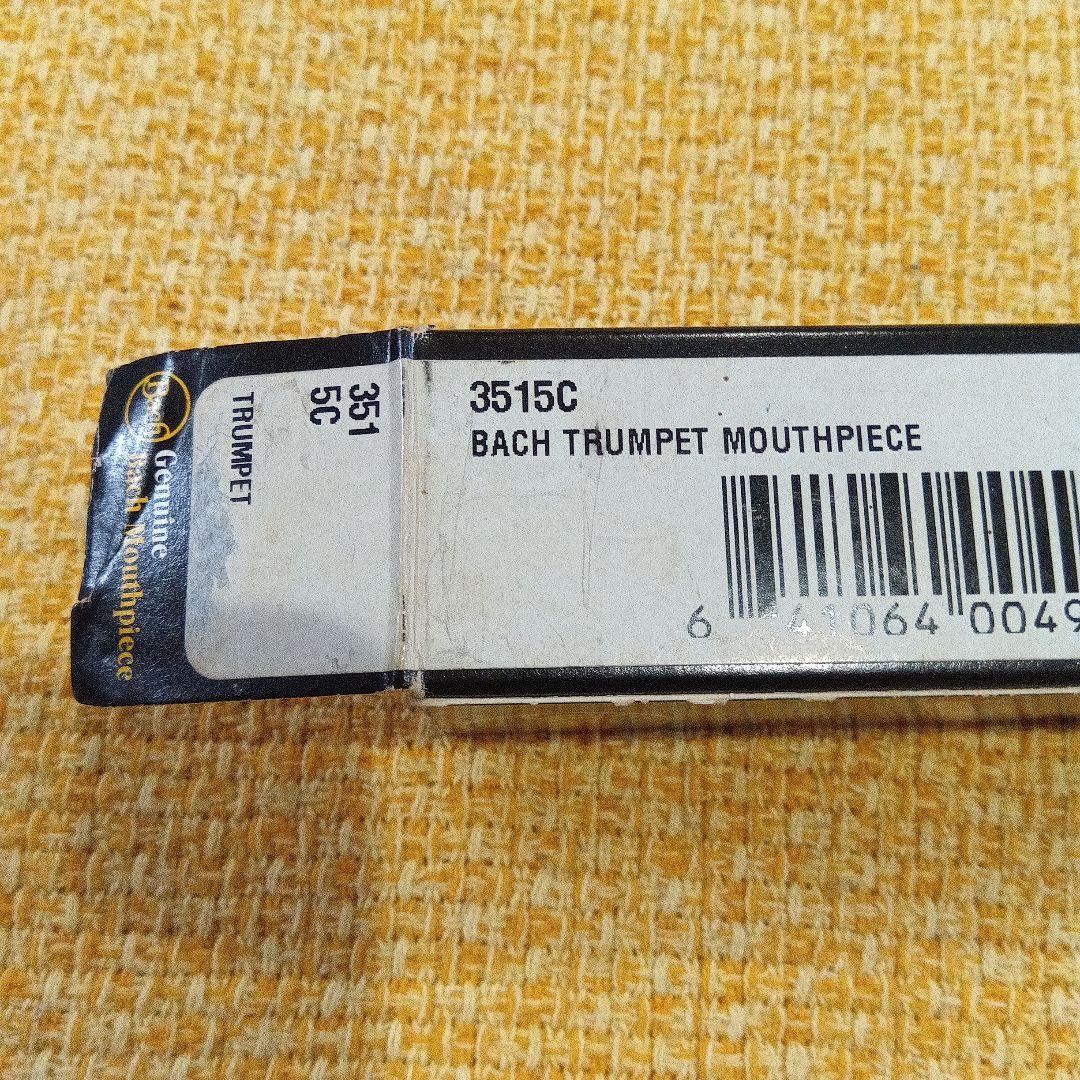 Genuine
Bach Mouthpiece
351
5C
TRUMPET
3515C
BACH TRUMPET MOUTHPIECE
6 41064 0049